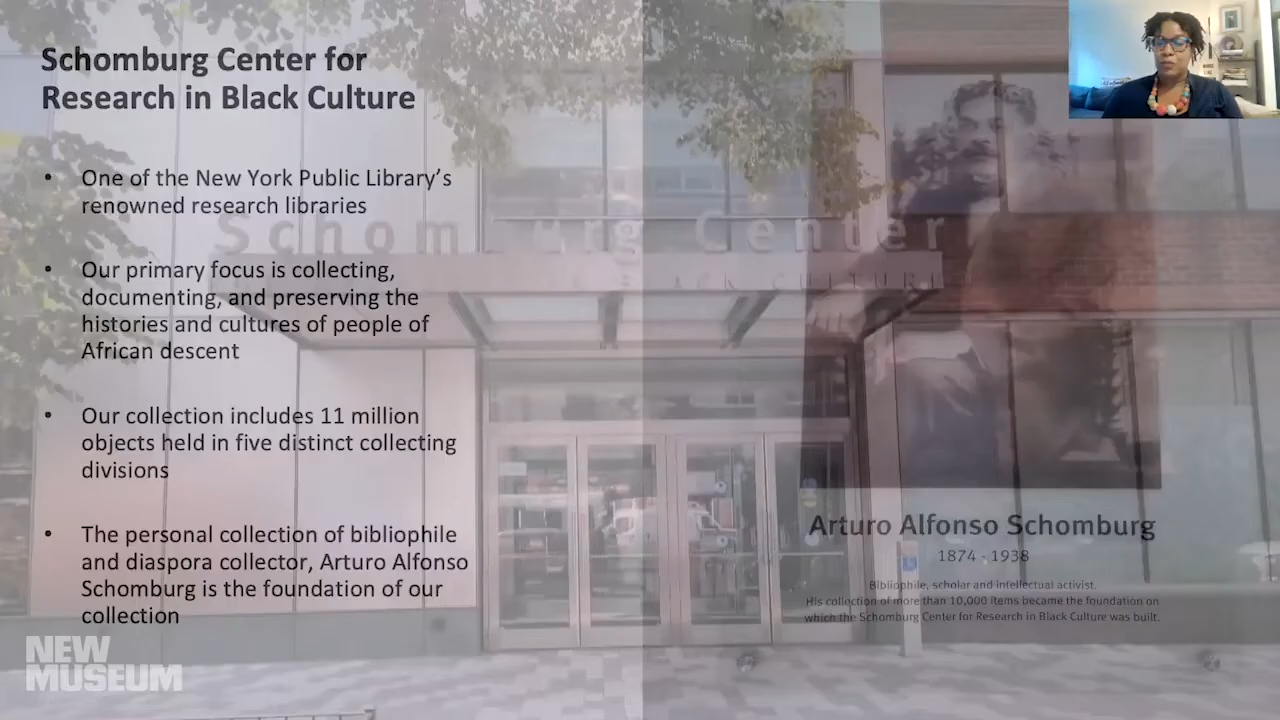 Schomburg Center for
Research in Black Culture
• One of the New York Public Library's
renowned research libraries
• Our primary focus is collecting,
documenting, and preserving the
histories and cultures of people of
African descent
• Our collection includes 11 million
objects held in five distinct collecting
divisions
• The personal collection of bibliophile
and diaspora collector, Arturo Alfonso
Schomburg is the foundation of our
collection
Schomburg Center
BLACK CULTURE
Arturo Alfonso Schomburg
1874 - 1938
Bibliophile, scholar and intellectual activist.
His collection of more than 10,000 items became the foundation on
which the Schomburg Center for Research in Black Culture was built.
NEW
MUSEUM